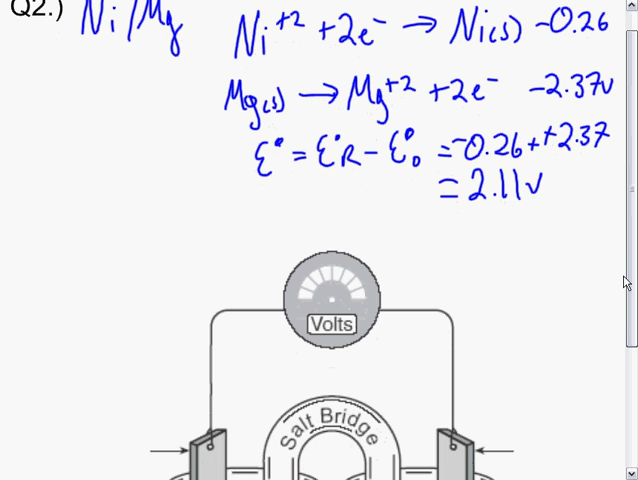 Q2.) Ni/Mg Ni⁺² + 2e⁻ → Ni(s) -0.26
Mg(s) → Mg⁺² + 2e⁻ -2.37v
ℰ° = ℰ°R - ℰ°o = -0.26 + +2.37
= 2.11v
Volts
Salt Bridge